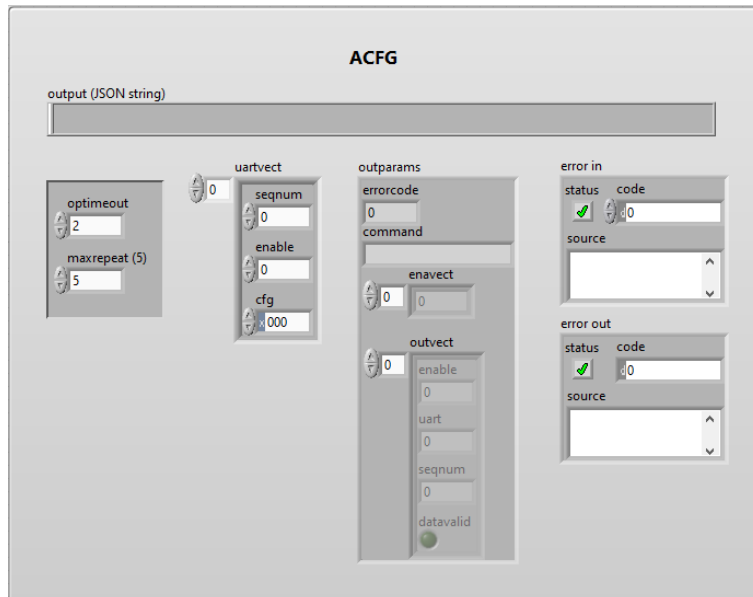 ACFG
output (JSON string)
optimeout
2
maxrepeat (5)
5
uartvect
0
seqnum
0
enable
0
cfg
x 000
outparams
errorcode
0
command
enavect
0
0
outvect
0
enable
0
uart
0
seqnum
0
datavalid
error in
status code
d 0
source
error out
status code
d 0
source